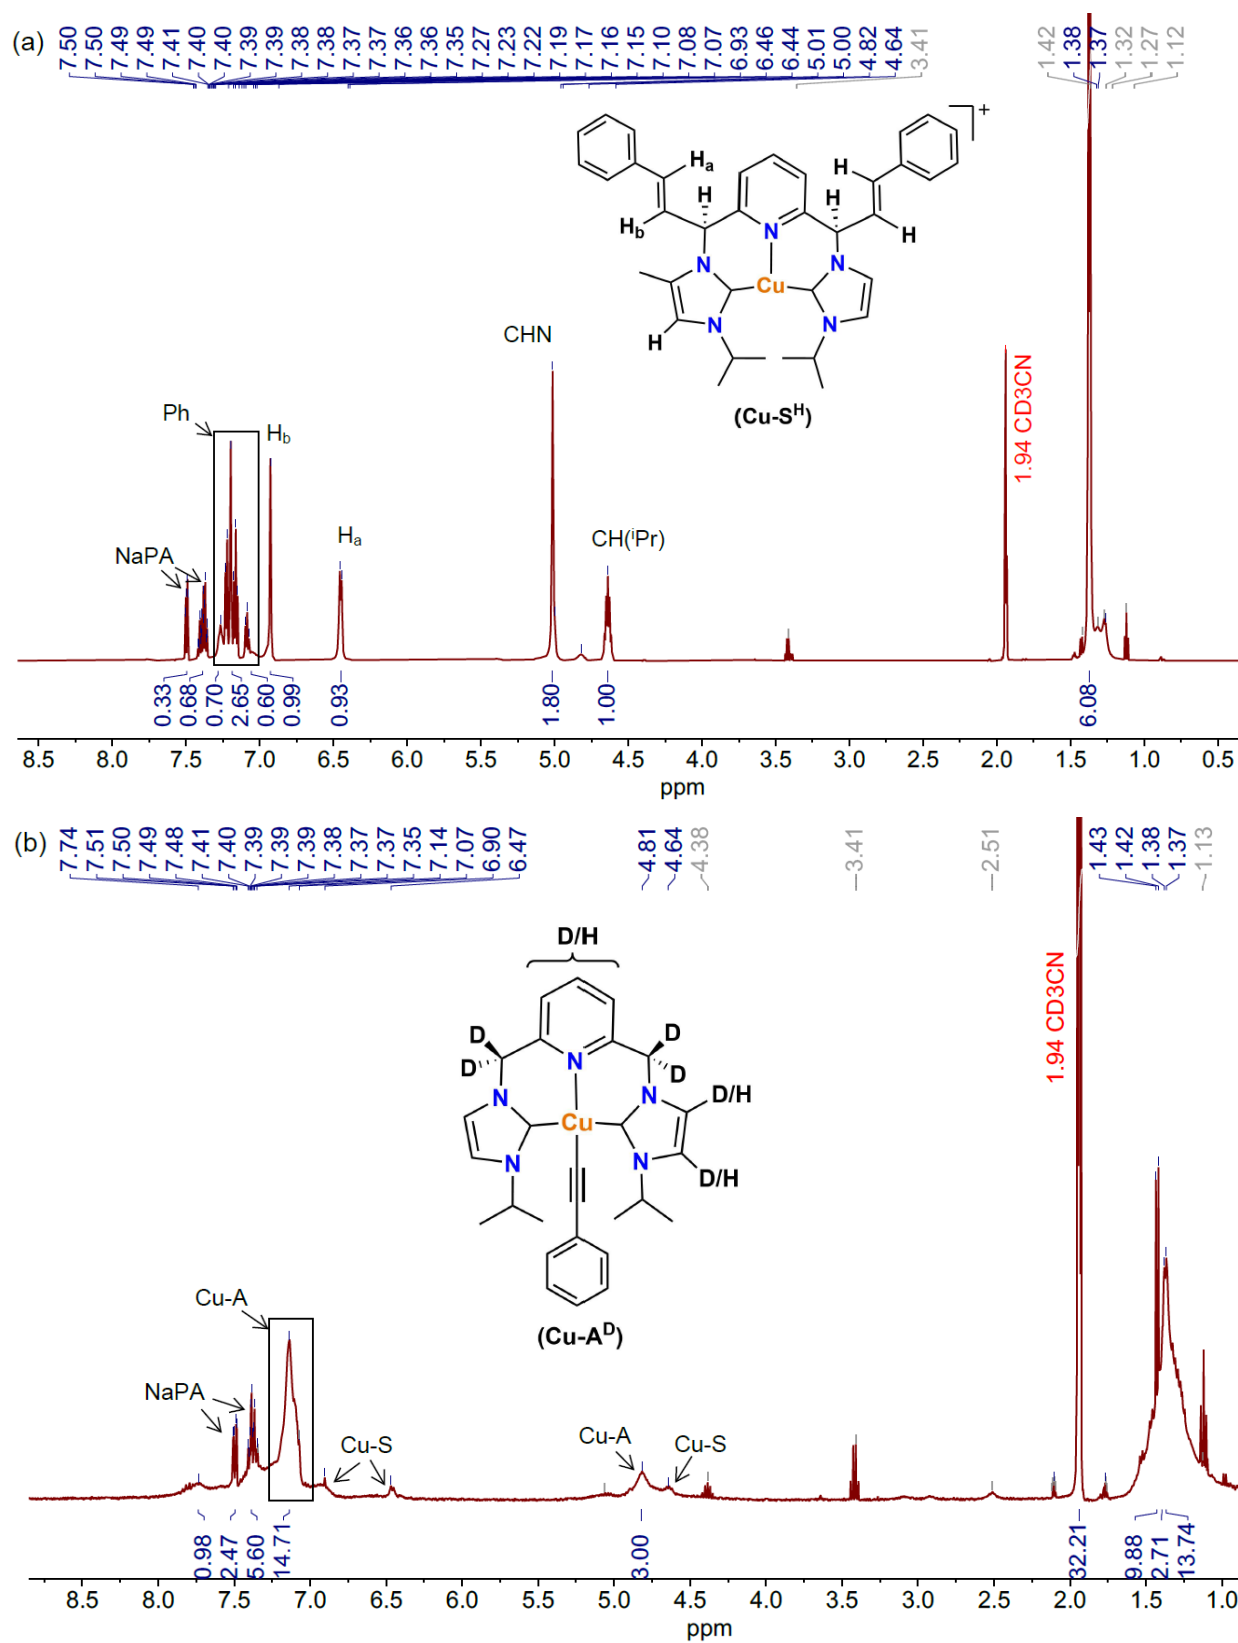 (a)
7.50 7.50 7.49 7.49 7.41 7.40 7.40 7.39 7.39 7.38 7.38 7.37 7.37 7.36 7.36 7.35 7.27 7.23 7.22 7.19 7.17 7.16 7.15 7.10 7.08 7.07 6.93 6.46 6.44 5.01 5.00 4.82 4.64 3.41 1.42 1.38 1.37 1.32 1.27 1.12
+
Ha H H H
Hb N H
N N
Cu
H N N
(Cu-S^H)
CHN
1.94 CD3CN
Ph
Hb
Ha
CH(iPr)
NaPA
0.33 0.68 0.70 2.65 0.60 0.99 0.93 1.80 1.00 6.08
8.5 8.0 7.5 7.0 6.5 6.0 5.5 5.0 4.5 4.0 3.5 3.0 2.5 2.0 1.5 1.0 0.5
ppm
(b)
7.74 7.51 7.50 7.49 7.48 7.41 7.40 7.39 7.39 7.39 7.38 7.37 7.37 7.35 7.14 7.07 6.90 6.47 4.81 4.64 4.38 3.41 2.51 1.43 1.42 1.38 1.37 1.13
D/H
D D
D N D
N N D/H
Cu
N N D/H
(Cu-A^D)
1.94 CD3CN
Cu-A
NaPA
Cu-S
Cu-A
Cu-S
0.98 2.47 5.60 14.71 3.00 32.21 9.88 2.71 13.74
8.5 8.0 7.5 7.0 6.5 6.0 5.5 5.0 4.5 4.0 3.5 3.0 2.5 2.0 1.5 1.0
ppm